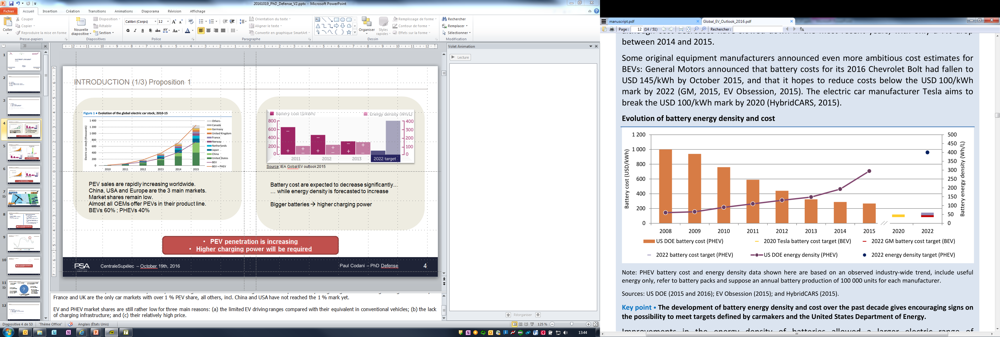 20161019_PhD_Defense_V2.pptx - Microsoft PowerPoint
Fichier Accueil Insertion Création Transitions Animations Diaporama Révision Affichage
Coller
Couper
Copier
Reproduire la mise en forme
Presse-papiers
Nouvelle diapositive
Disposition
Rétablir
Section
Diapositives
Calibri (Corps) 12
G I S S abc AV Aa A
Police
Orientation du texte
Aligner le texte
Convertir en graphique SmartArt
Paragraphe
Organiser
Styles rapides
Remplissage de forme
Contour de forme
Effets sur la forme
Dessin
Rechercher
Remplacer
Sélectionner
Modification
1
2
3
4
5
6
7
8
9
10
11
12
INTRODUCTION (1/3) Proposition 1
Figure 1 • Evolution of the global electric car stock, 2010-15
Electric car stock (thousands)
1 400
1 200
1 000
800
600
400
200
0
2010 2011 2012 2013 2014 2015
Others
Canada
Germany
United Kingdom
France
Norway
Netherlands
Japan
China
United States
BEV
BEV + PHEV
PEV sales are rapidly increasing worldwide.
China, USA and Europe are the 3 main markets.
Market shares remain low.
Almost all OEMs offer PEVs in their product line.
BEVs 60% ; PHEVs 40%
Battery cost ($/kWh) Energy density (Wh/L)
800 400
600 300
400 200
200 100
0 0
2011 2012 2013 2022 target
Source: IEA Gobal EV outlook 2015
Battery cost are expected to decrease significantly…
… while energy density is forecasted to increase
Bigger batteries → higher charging power
• PEV penetration is increasing
• Higher charging power will be required
PSA CentraleSupélec – October 19th, 2016 Paul Codani – PhD Defense 4
France and UK are the only car markets with over 1 % PEV share, all others, incl. China and USA have not reached the 1 % mark yet.
EV and PHEV market shares are still rather low for three main reasons: (a) the limited EV driving ranges compared with their equivalent in conventional vehicles; (b) the lack
of charging infrastructure; and (c) their relatively high price.
Volet Animation
Lecture
Réorganiser
Diapositive 4 de 53 "Thème Office" Anglais (États Unis) 125 %
13:44
manuscript.pdf Global_EV_Outlook_2016.pdf
Page : 12 (14 / 51) Rechercher :
between 2014 and 2015.
Some original equipment manufacturers announced even more ambitious cost estimates for
BEVs: General Motors announced that battery costs for its 2016 Chevrolet Bolt had fallen to
USD 145/kWh by October 2015, and that it hopes to reduce costs below the USD 100/kWh
mark by 2022 (GM, 2015, EV Obsession, 2015). The electric car manufacturer Tesla aims to
break the USD 100/kWh mark by 2020 (HybridCARS, 2015).
Evolution of battery energy density and cost
Battery cost (USD/kWh)
1 200
1 000
800
600
400
200
0
500
450
400
350
300
250
200
150
100
50
0
Battery energy density (Wh/L)
2008 2009 2010 2011 2012 2013 2014 2015 2020 2022
US DOE battery cost (PHEV) 2020 Tesla battery cost target (BEV) 2022 GM battery cost target (BEV)
2022 battery cost target (PHEV) US DOE energy density (PHEV) 2022 energy density target (PHEV)
Note: PHEV battery cost and energy density data shown here are based on an observed industry-wide trend, include useful
energy only, refer to battery packs and suppose an annual battery production of 100 000 units for each manufacturer.
Sources: US DOE (2015 and 2016); EV Obsession (2015); and HybridCARS (2015).
Key point • The development of battery energy density and cost over the past decade gives encouraging signs on
the possibility to meet targets defined by carmakers and the United States Department of Energy.
Improvements in the energy density of batteries allowed a larger electric range of